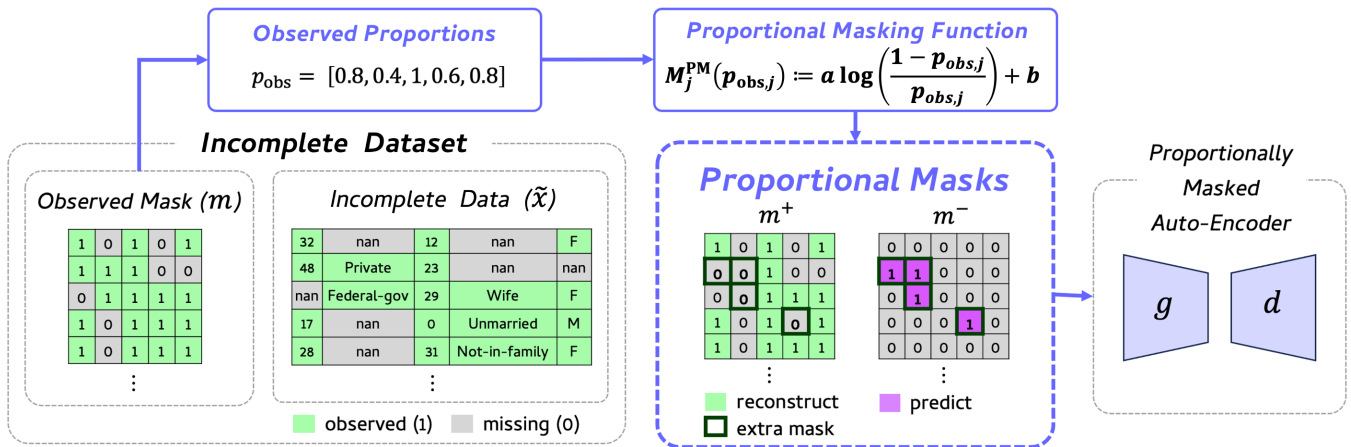 Observed Proportions
p_obs = [0.8, 0.4, 1, 0.6, 0.8]
Proportional Masking Function
M_j^PM(p_obs,j) ≔ a log((1 − p_obs,j) / p_obs,j) + b
Incomplete Dataset
Observed Mask (m)
1 0 1 0 1
1 1 1 0 0
0 1 1 1 1
1 0 1 1 1
1 0 1 1 1
⋮
Incomplete Data (x̃)
32 nan 12 nan F
48 Private 23 nan nan
nan Federal-gov 29 Wife F
17 nan 0 Unmarried M
28 nan 31 Not-in-family F
⋮
observed (1) missing (0)
Proportional Masks
m⁺
1 0 1 0 1
0 0 1 0 0
0 0 1 1 1
1 0 1 0 1
1 0 1 1 1
⋮
reconstruct
extra mask
m⁻
0 0 0 0 0
1 1 0 0 0
0 1 0 0 0
0 0 0 1 0
0 0 0 0 0
⋮
predict
Proportionally
Masked
Auto-Encoder
g d